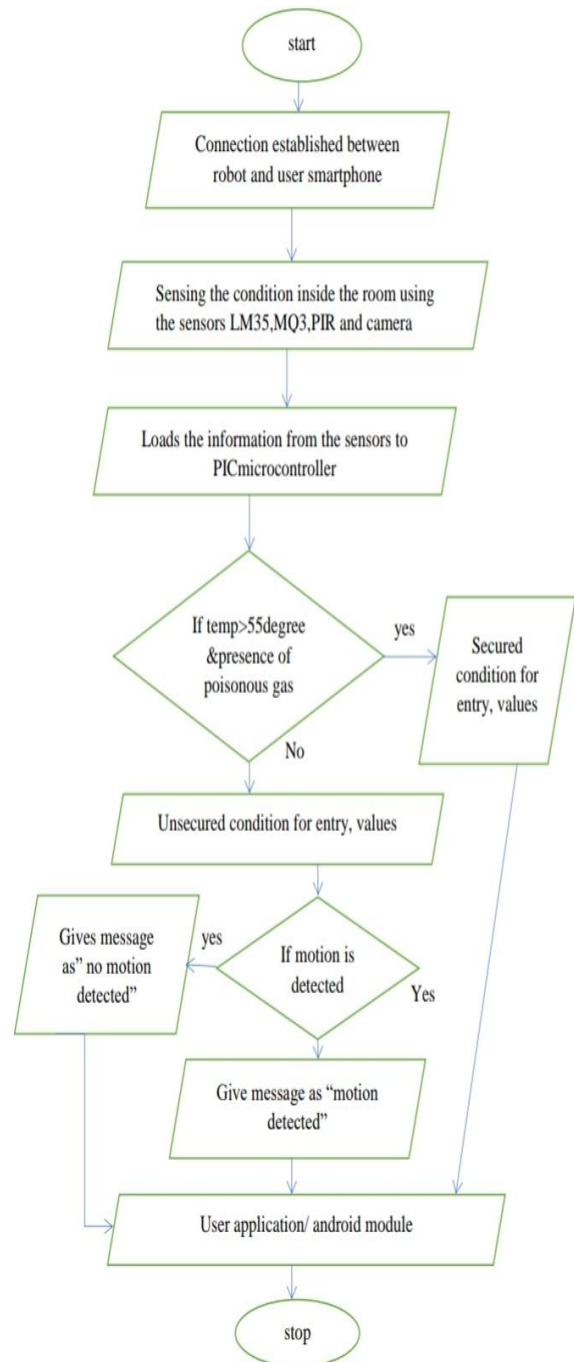 start
Connection established between
robot and user smartphone
Sensing the condition inside the room using
the sensors LM35,MQ3,PIR and camera
Loads the information from the sensors to
PICmicrocontroller
If temp>55degree
&presence of
poisonous gas
yes
Secured
condition for
entry, values
No
Unsecured condition for entry, values
Gives message
as” no motion
detected”
yes
If motion is
detected
Yes
Give message as “motion
detected”
User application/ android module
stop